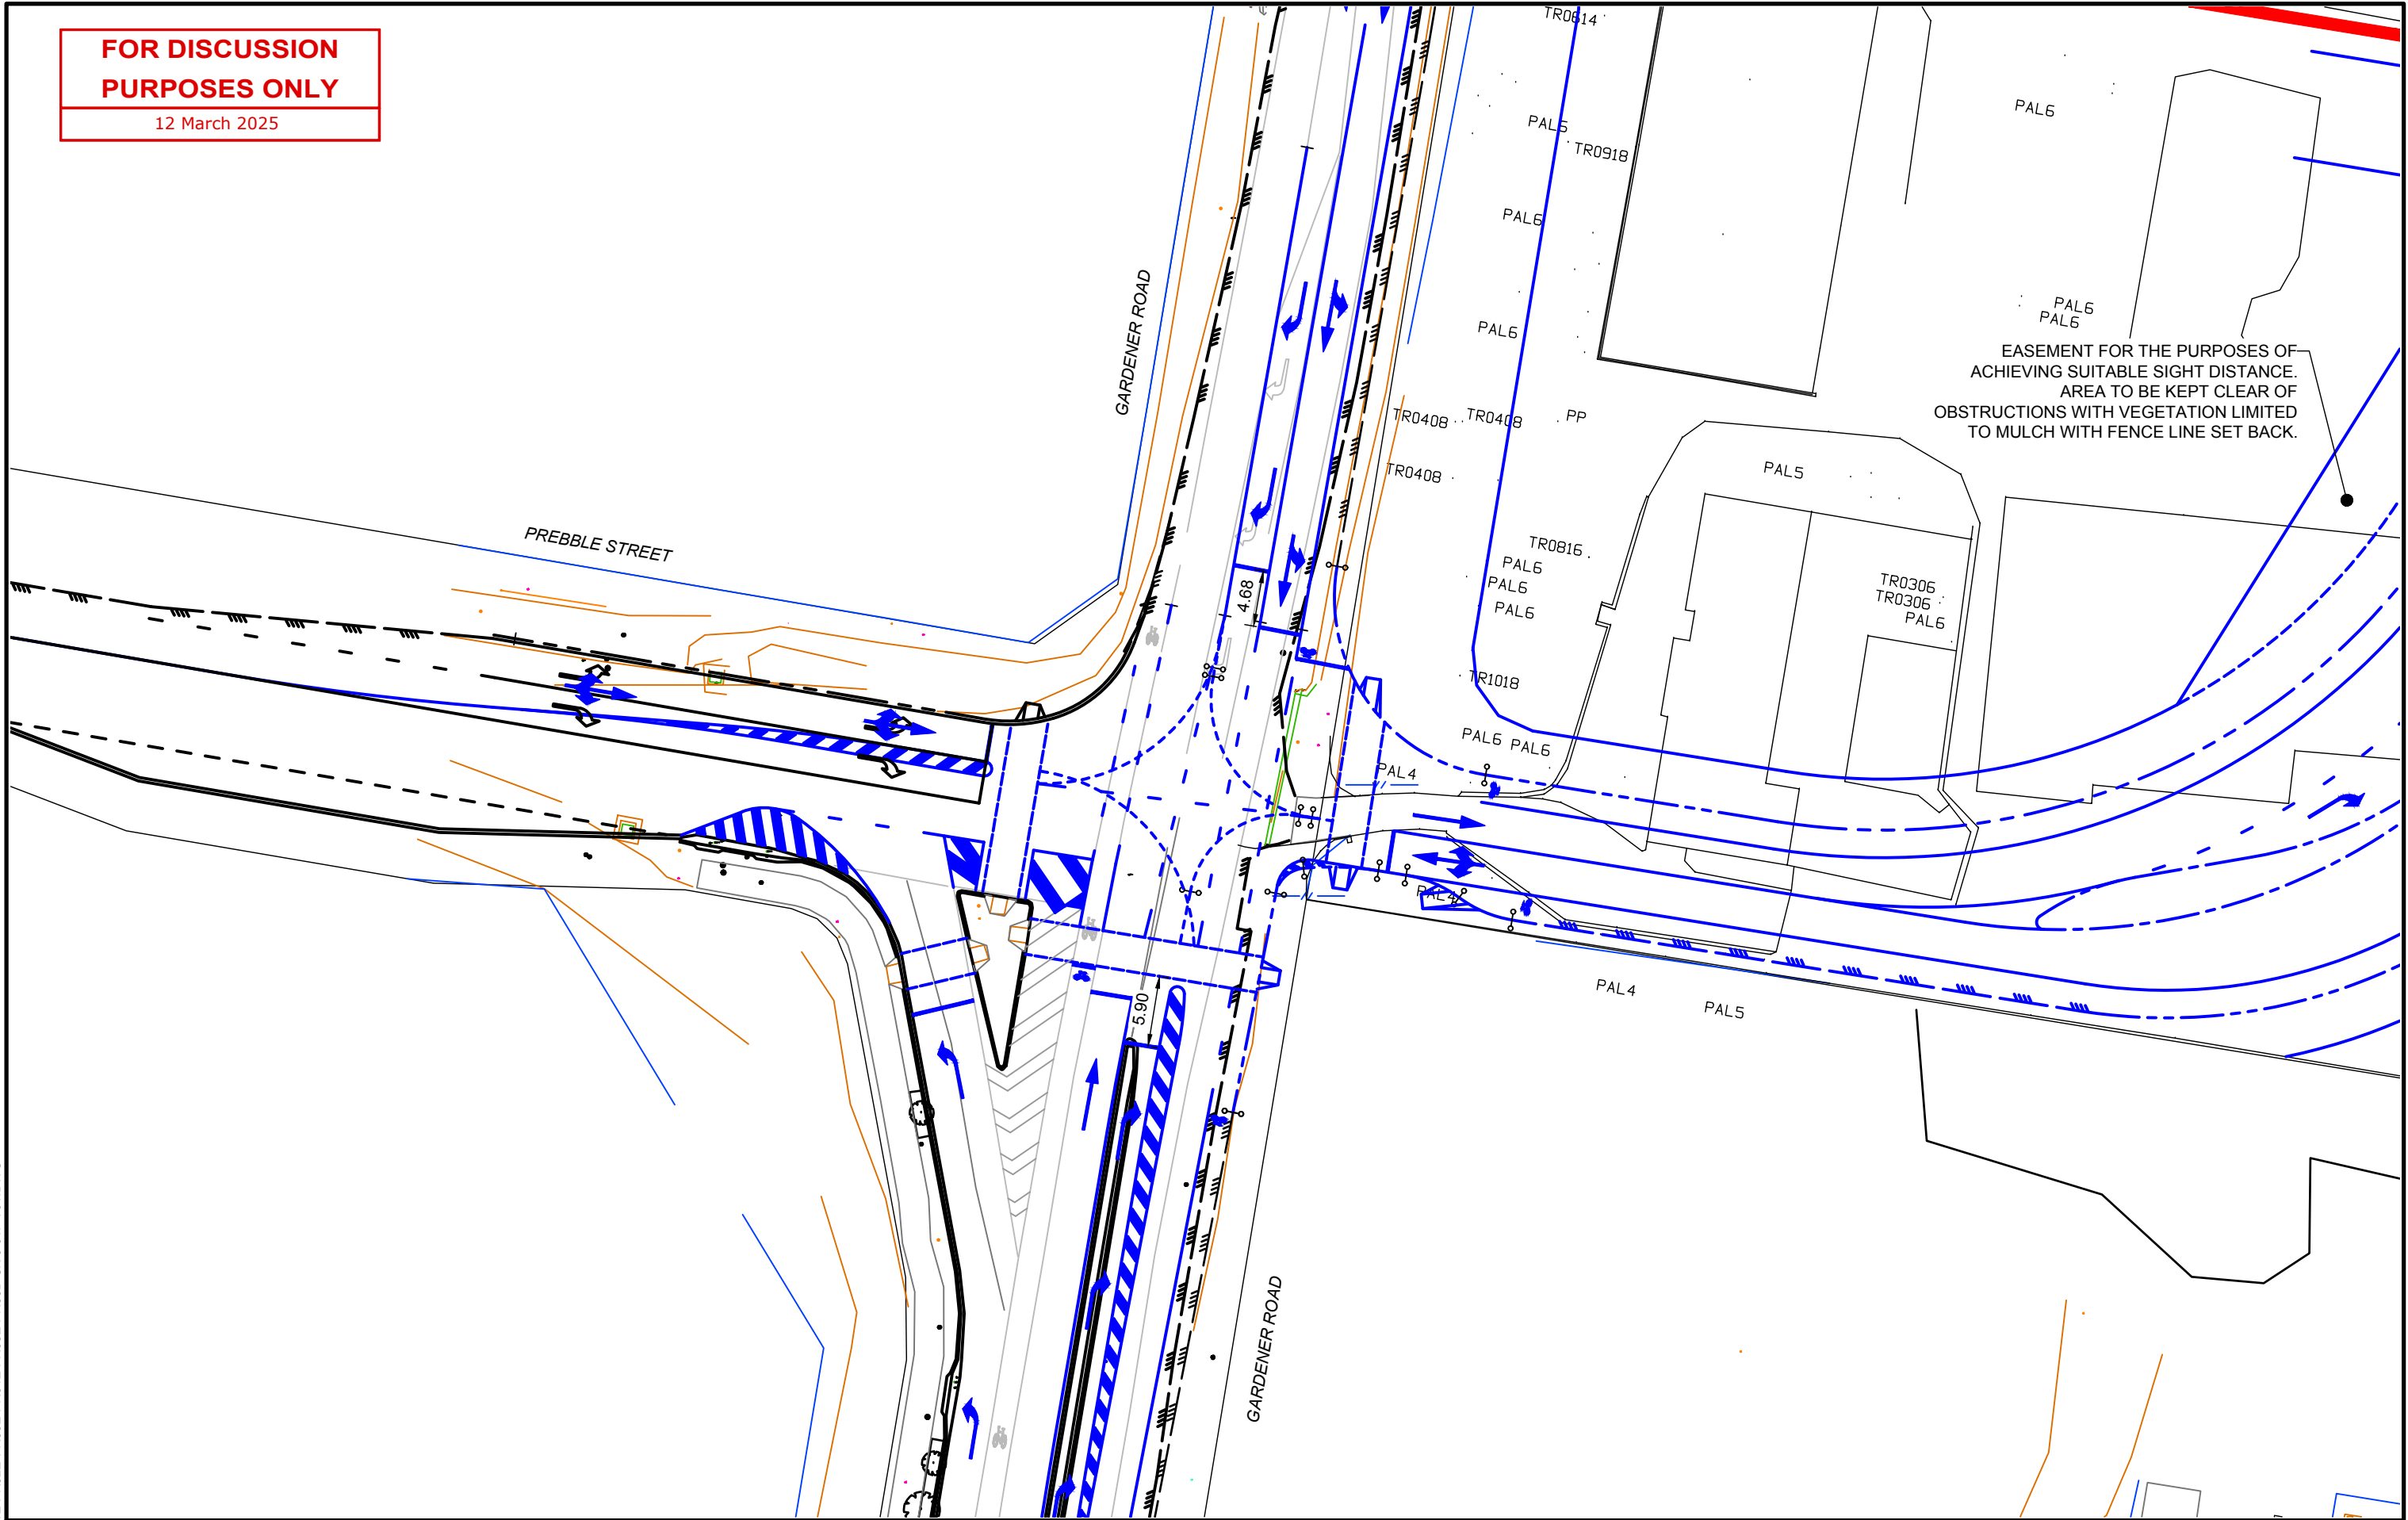 FOR DISCUSSION
PURPOSES ONLY
12 March 2025
TR0614
PAL6
PAL5
TR0918
PAL6
GARDENER ROAD
PAL6
PAL6
PAL6
EASEMENT FOR THE PURPOSES OF
ACHIEVING SUITABLE SIGHT DISTANCE.
AREA TO BE KEPT CLEAR OF
OBSTRUCTIONS WITH VEGETATION LIMITED
TO MULCH WITH FENCE LINE SET BACK.
TR0408
TR0408
PP
TR0408
PAL5
PREBBLE STREET
TR0816
PAL6
PAL6
PAL6
4.68
TR0306
TR0306
PAL6
TR1018
PAL6
PAL6
PAL4
PAL4
PAL4
PAL5
5.90
GARDENER ROAD